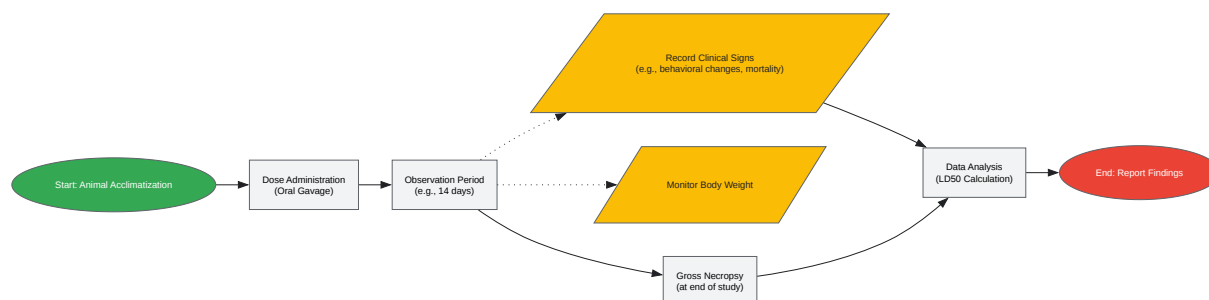 Start: Animal Acclimatization
Dose Administration
(Oral Gavage)
Observation Period
(e.g., 14 days)
Record Clinical Signs
(e.g., behavioral changes, mortality)
Monitor Body Weight
Gross Necropsy
(at end of study)
Data Analysis
(LD50 Calculation)
End: Report Findings